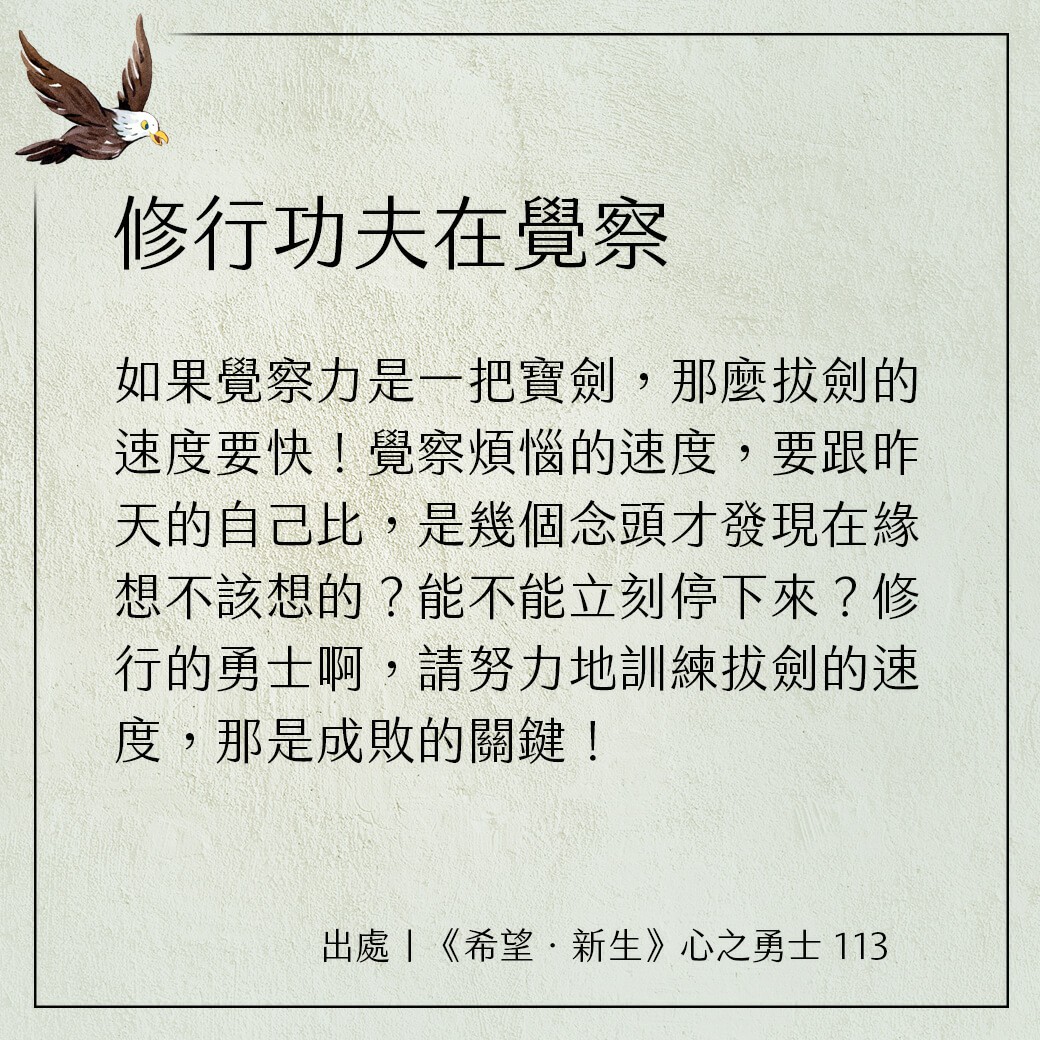 修行功夫在覺察
如果覺察力是一把寶劍，那麼拔劍的
速度要快！覺察煩惱的速度，要跟昨
天的自己比，是幾個念頭才發現在緣
想不該想的？能不能立刻停下來？修
行的勇士啊，請努力地訓練拔劍的速
度，那是成敗的關鍵！
出處｜《希望．新生》心之勇士 113